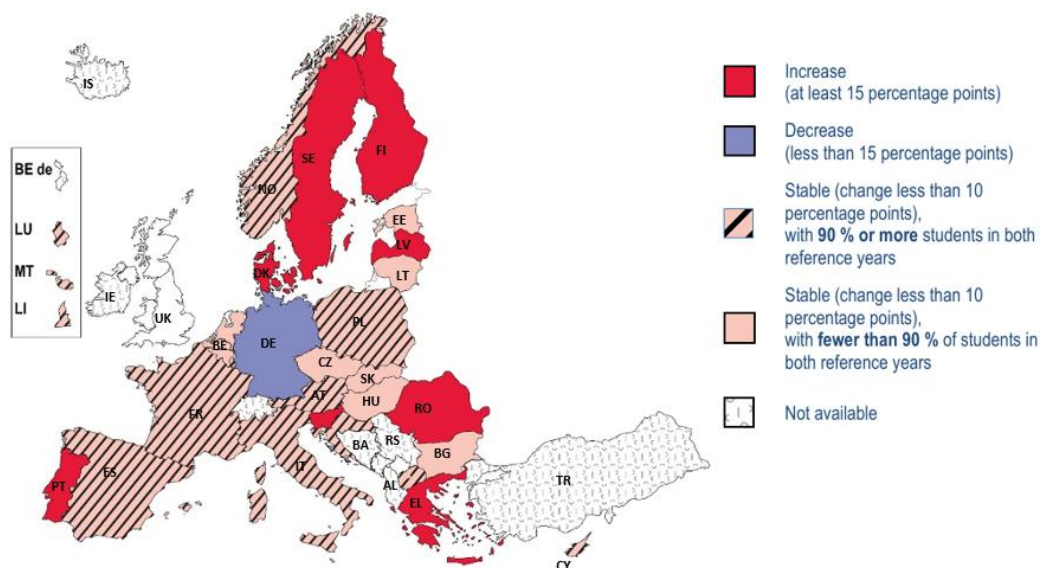 IS
BE de
LU
MT
LI
NO
SE
FI
EE
LV
LT
DK
IE
UK
BE
DE
PL
CZ
SK
FR
AT
HU
RO
PT
ES
IT
BA
RS
BG
AL
EL
TR
CY
Increase
(at least 15 percentage points)
Decrease
(less than 15 percentage points)
Stable (change less than 10
percentage points),
with 90 % or more students in both
reference years
Stable (change less than 10
percentage points),
with fewer than 90 % of students in
both reference years
Not available